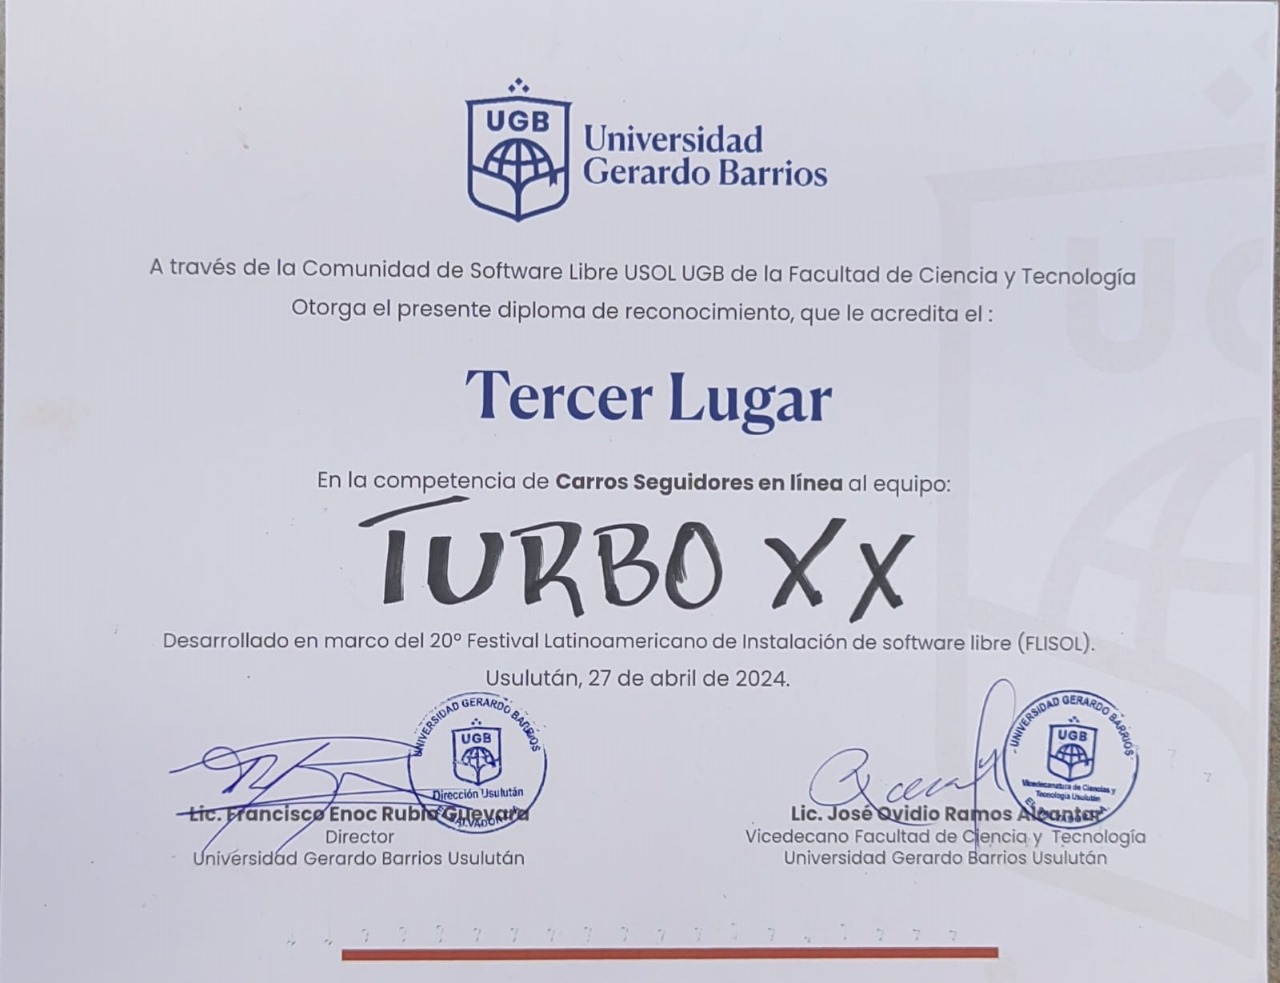 UGB
Universidad
Gerardo Barrios
A través de la Comunidad de Software Libre USOL UGB de la Facultad de Ciencia y Tecnología
Otorga el presente diploma de reconocimiento, que le acredita el :
Tercer Lugar
En la competencia de Carros Seguidores en línea al equipo:
TURBO XX
Desarrollado en marco del 20° Festival Latinoamericano de Instalación de software libre (FLISOL).
Usulután, 27 de abril de 2024.
UNIVERSIDAD GERARDO BARRIOS
UGB
Dirección Usulután
EL SALVADOR
Lic. Francisco Enoc Rubio Guevara
Director
Universidad Gerardo Barrios Usulután
UNIVERSIDAD GERARDO BARRIOS
UGB
Vicedecanatura de Ciencias y
Tecnología Usulután
Lic. José Ovidio Ramos
Vicedecano Facultad de Ciencia y Tecnología
Universidad Gerardo Barrios Usulután